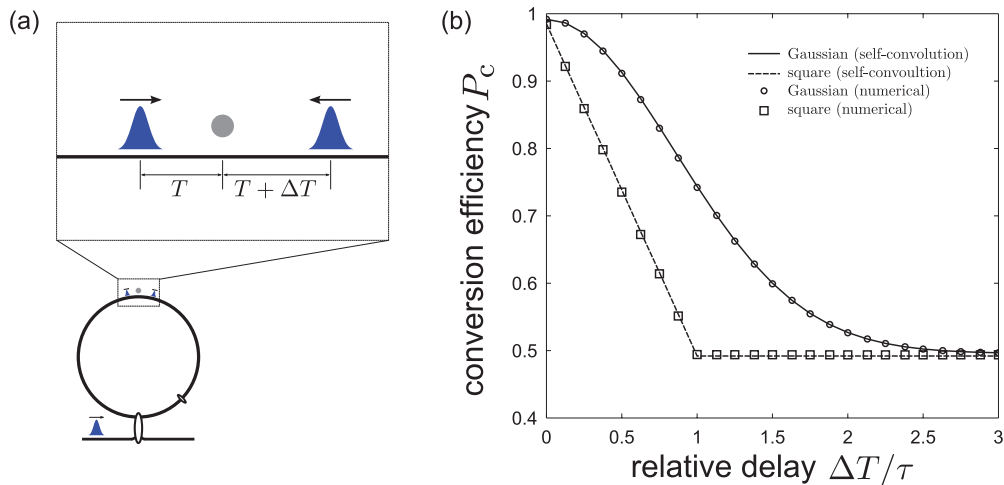 (a)
T
T + ΔT
(b)
conversion efficiency P_c
1
0.9
0.8
0.7
0.6
0.5
0.4
Gaussian (self-convolution)
square (self-convoultion)
Gaussian (numerical)
square (numerical)
0
0.5
1
1.5
2
2.5
3
relative delay ΔT/τ